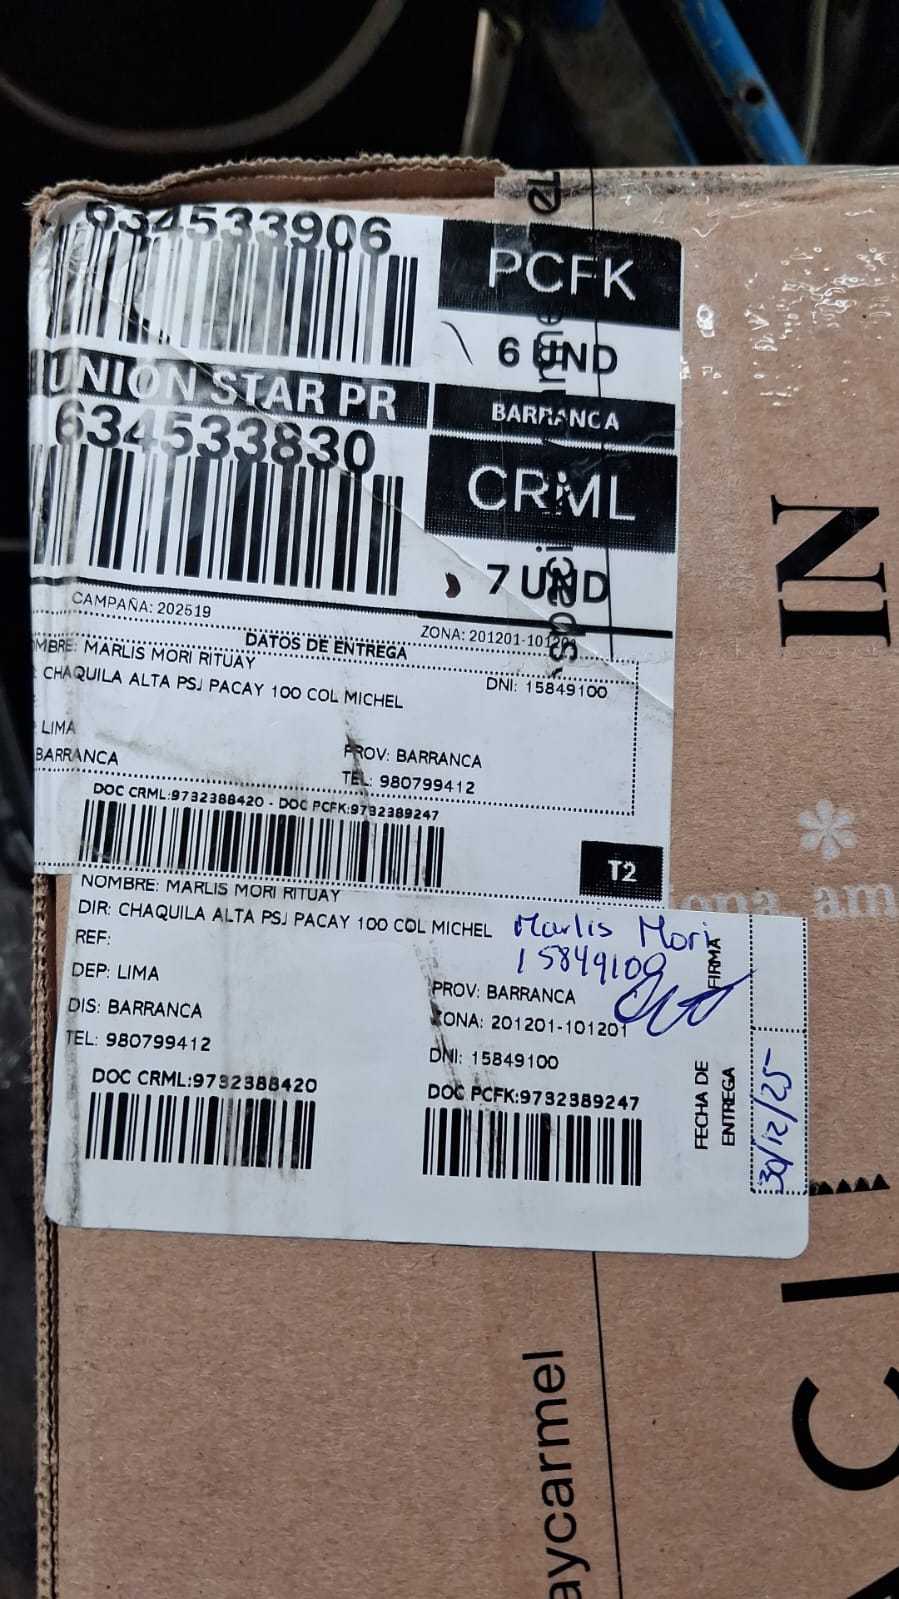 634533906
PCFK
6 UND
UNION STAR PR
BARRANCA
634533830
CRML
7 UND
CAMPAÑA: 202519
ZONA: 201201-101201
DATOS DE ENTREGA
MBRE: MARLIS MORI RITUAY
DNI: 15849100
: CHAQUILA ALTA PSJ PACAY 100 COL MICHEL
: LIMA
PROV: BARRANCA
BARRANCA
TEL: 980799412
DOC CRML:9732388420 - DOC PCFK:9732389247
T2
NOMBRE: MARLIS MORI RITUAY
DIR: CHAQUILA ALTA PSJ PACAY 100 COL MICHEL
REF:
DEP: LIMA
PROV: BARRANCA
DIS: BARRANCA
ZONA: 201201-101201
TEL: 980799412
DNI: 15849100
DOC CRML:9732388420
DOC PCFK:9732389247
Marlis Mori
15849100
FIRMA
FECHA DE
ENTREGA
30/12/25
IN
am
C I
aycarmel